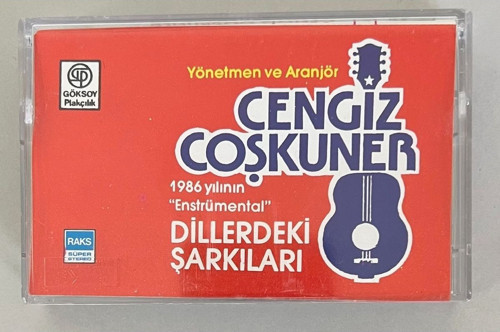 GÖKSOY
Plakçılık
Yönetmen ve Aranjör
CENGİZ
COŞKUNER
1986 yılının
"Enstrümental"
DİLLERDEKİ
ŞARKILARI
RAKS
SÜPER
STEREO